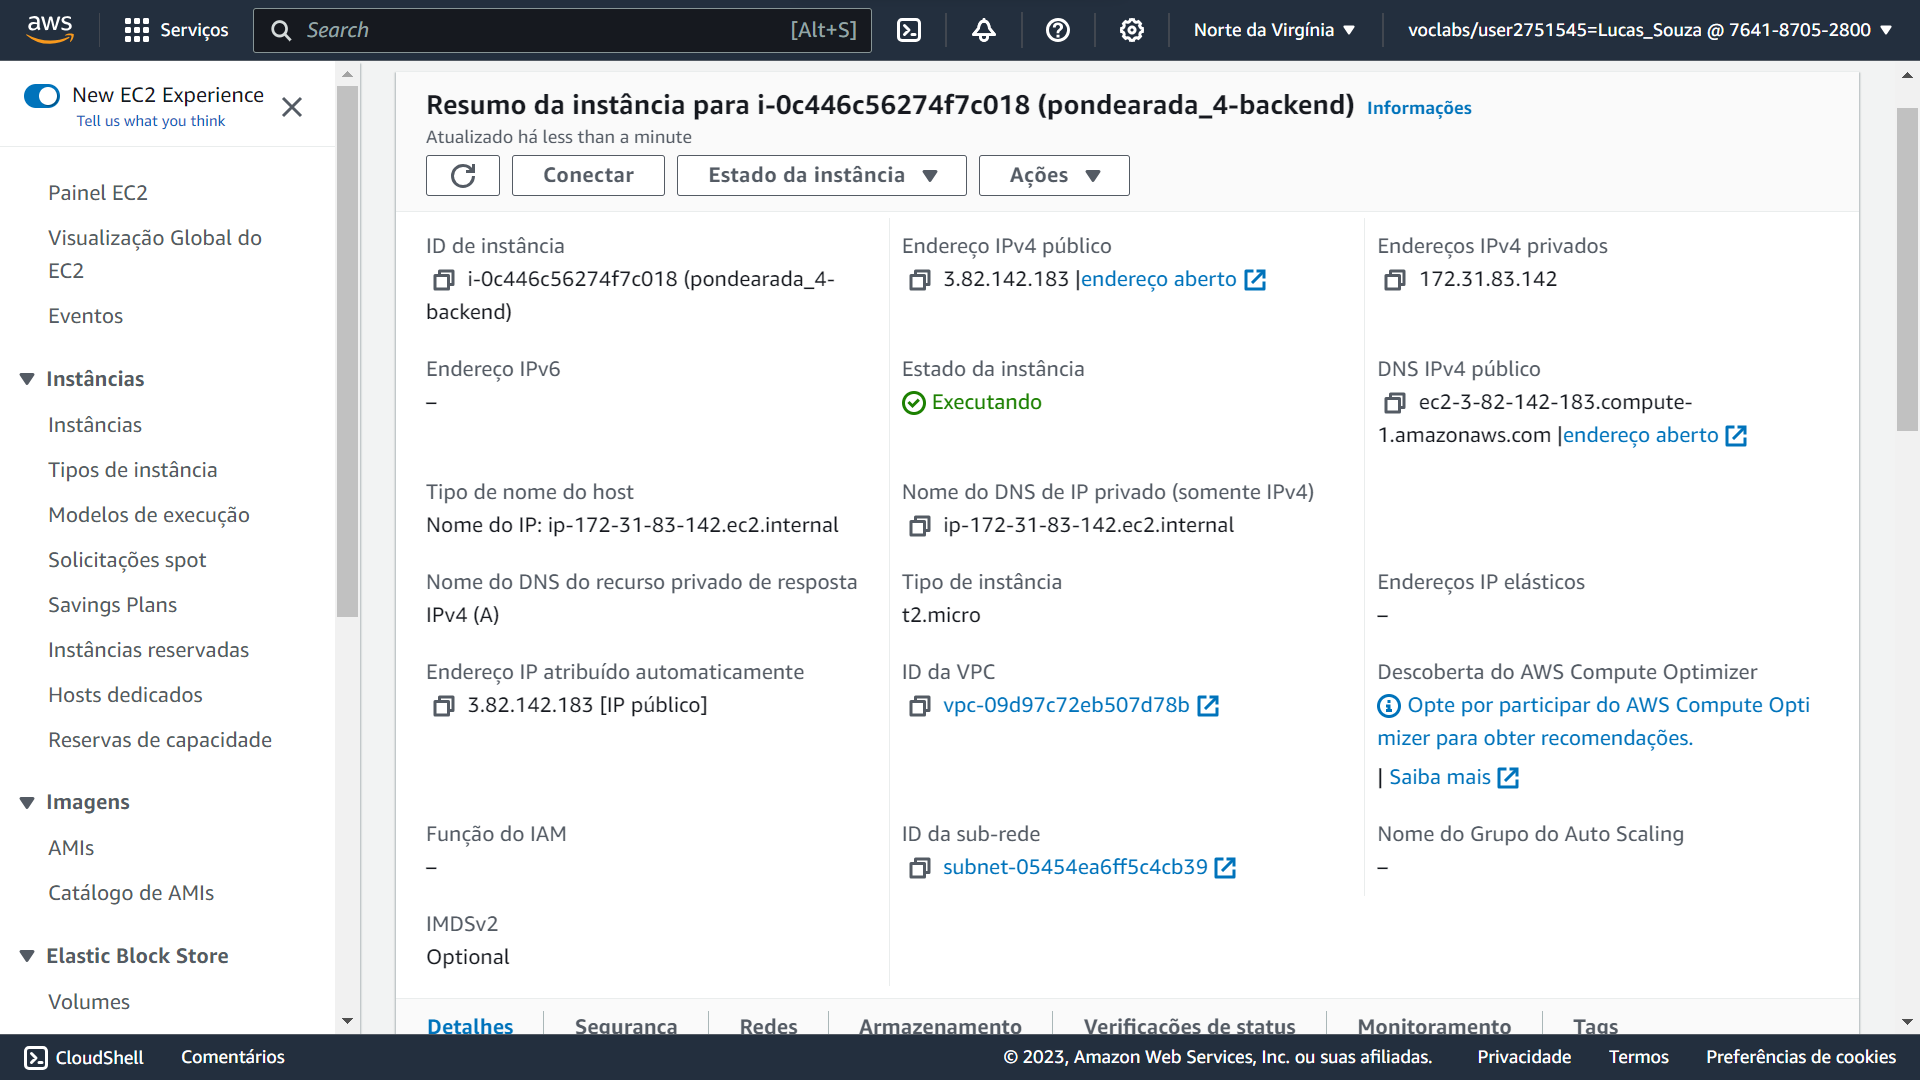 aws
Serviços
Search
[Alt+S]
Norte da Virgínia
voclabs/user2751545=Lucas_Souza @ 7641-8705-2800
New EC2 Experience
Tell us what you think
Painel EC2
Visualização Global do
EC2
Eventos
Instâncias
Instâncias
Tipos de instância
Modelos de execução
Solicitações spot
Savings Plans
Instâncias reservadas
Hosts dedicados
Reservas de capacidade
Imagens
AMIs
Catálogo de AMIs
Elastic Block Store
Volumes
Resumo da instância para i-0c446c56274f7c018 (pondearada_4-backend) Informações
Atualizado há less than a minute
Conectar
Estado da instância
Ações
ID de instância
i-0c446c56274f7c018 (pondearada_4-
backend)
Endereço IPv4 público
3.82.142.183 |endereço aberto
Endereços IPv4 privados
172.31.83.142
Endereço IPv6
–
Estado da instância
Executando
DNS IPv4 público
ec2-3-82-142-183.compute-
1.amazonaws.com |endereço aberto
Tipo de nome do host
Nome do IP: ip-172-31-83-142.ec2.internal
Nome do DNS de IP privado (somente IPv4)
ip-172-31-83-142.ec2.internal
Nome do DNS do recurso privado de resposta
IPv4 (A)
Tipo de instância
t2.micro
Endereços IP elásticos
–
Endereço IP atribuído automaticamente
3.82.142.183 [IP público]
ID da VPC
vpc-09d97c72eb507d78b
Descoberta do AWS Compute Optimizer
Opte por participar do AWS Compute Opti
mizer para obter recomendações.
| Saiba mais
Função do IAM
–
ID da sub-rede
subnet-05454ea6ff5c4cb39
Nome do Grupo do Auto Scaling
–
IMDSv2
Optional
Detalhes
Segurança
Redes
Armazenamento
Verificações de status
Monitoramento
Tags
CloudShell
Comentários
© 2023, Amazon Web Services, Inc. ou suas afiliadas.
Privacidade
Termos
Preferências de cookies